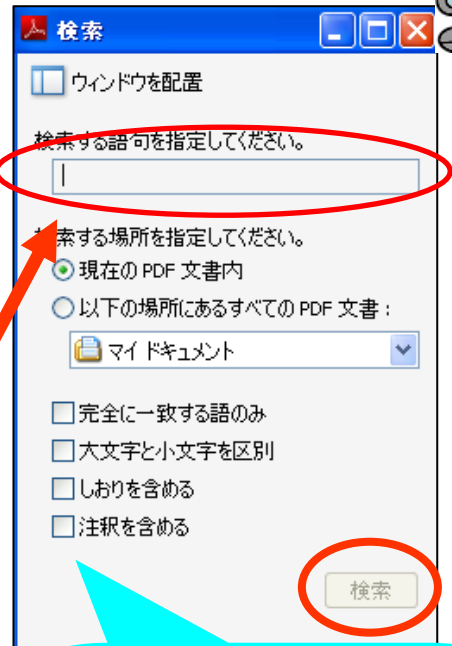 検索
ウィンドウを配置
検索する語句を指定してください。
検索する場所を指定してください。
現在の PDF 文書内
以下の場所にあるすべての PDF 文書 :
マイ ドキュメント
完全に一致する語のみ
大文字と小文字を区別
しおりを含める
注釈を含める
検索